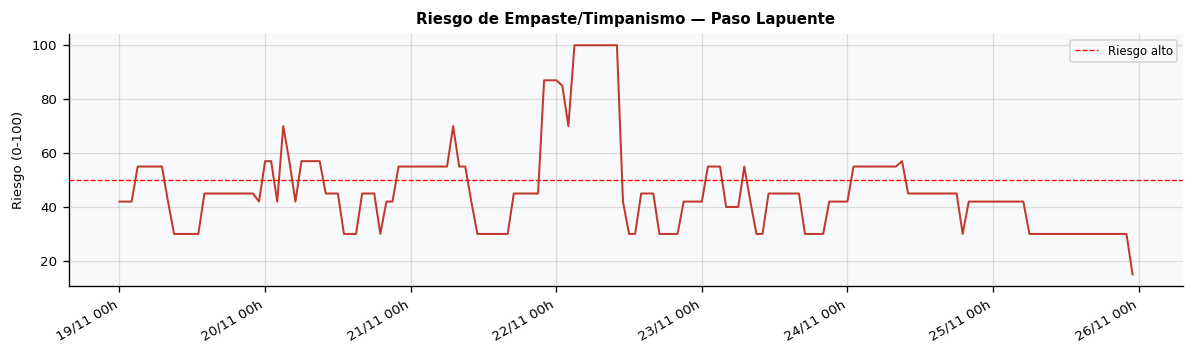 Riesgo de Empaste/Timpanismo — Paso Lapuente
Riesgo alto
Riesgo (0-100)
100
80
60
40
20
19/11 00h
20/11 00h
21/11 00h
22/11 00h
23/11 00h
24/11 00h
25/11 00h
26/11 00h